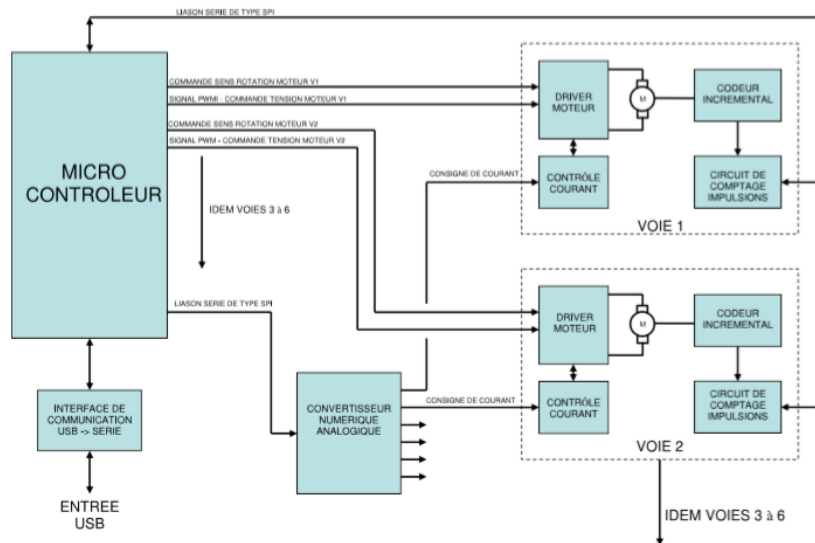 LIASON SERIE DE TYPE SPI
MICRO
CONTROLEUR
COMMANDE SENS ROTATION MOTEUR V1
SIGNAL PWMI - COMMANDE TENSION MOTEUR V1
COMMANDE SENS ROTATION MOTEUR V2
SIGNAL PWM - COMMANDE TENSION MOTEUR V2
IDEM VOIES 3 à 6
LIASON SERIE DE TYPE SPI
DRIVER
MOTEUR
M
CODEUR
INCREMENTAL
CONSIGNE DE COURANT
CONTRÔLE
COURANT
CIRCUIT DE
COMPTAGE
IMPULSIONS
VOIE 1
DRIVER
MOTEUR
M
CODEUR
INCREMENTAL
CONSIGNE DE COURANT
CONTRÔLE
COURANT
CIRCUIT DE
COMPTAGE
IMPULSIONS
VOIE 2
INTERFACE DE
COMMUNICATION
USB -> SERIE
CONVERTISSEUR
NUMERIQUE
ANALOGIQUE
ENTREE
USB
IDEM VOIES 3 à 6